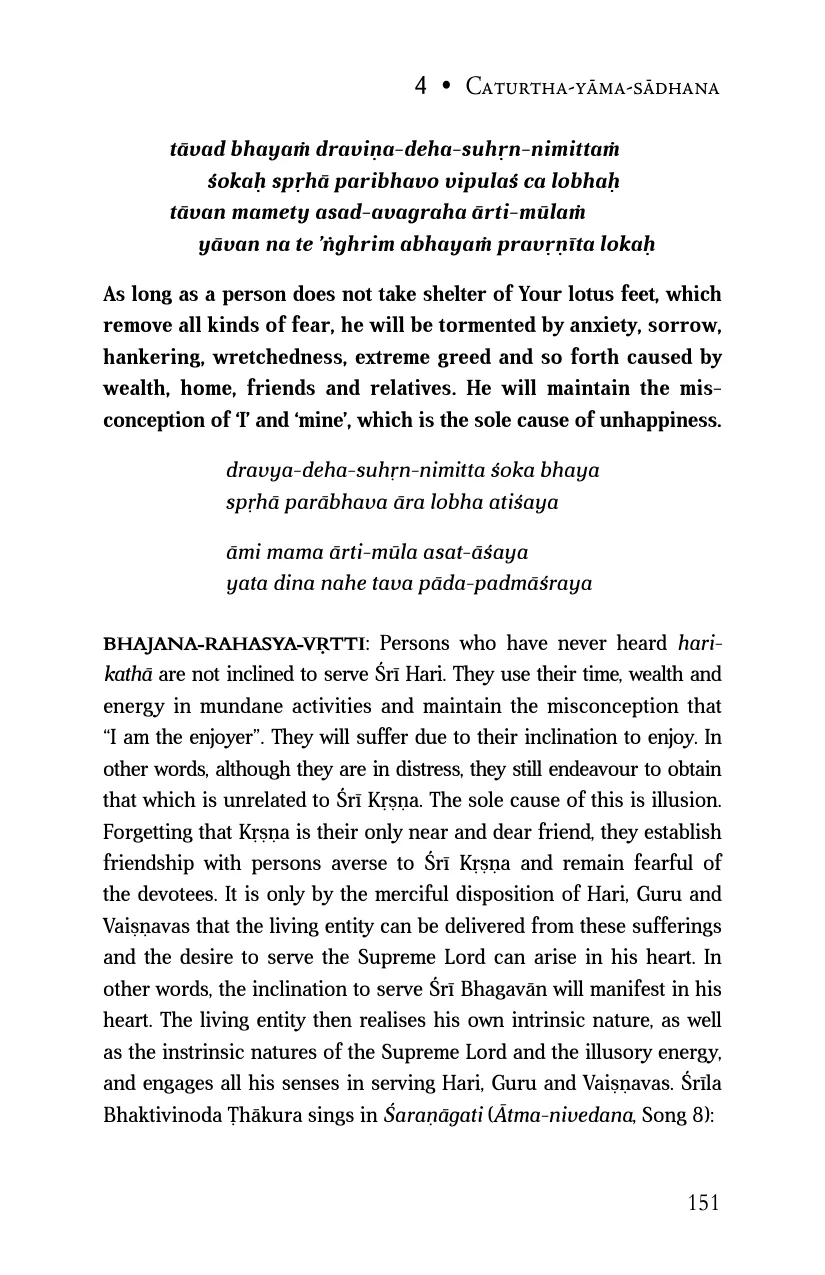 4 • Caturtha-yāma-sādhana
tāvad bhayaṁ draviṇa-deha-suhṛn-nimittaṁ
śokaḥ spṛhā paribhavo vipulaś ca lobhaḥ
tāvan mamety asad-avagraha ārti-mūlaṁ
yāvan na te ’ṅghrim abhayaṁ pravṛṇīta lokaḥ
As long as a person does not take shelter of Your lotus feet, which
remove all kinds of fear, he will be tormented by anxiety, sorrow,
hankering, wretchedness, extreme greed and so forth caused by
wealth, home, friends and relatives. He will maintain the mis-
conception of ‘I’ and ‘mine’, which is the sole cause of unhappiness.
dravya-deha-suhṛn-nimitta śoka bhaya
spṛhā parābhava āra lobha atiśaya
āmi mama ārti-mūla asat-āśaya
yata dina nahe tava pāda-padmāśraya
BHAJANA-RAHASYA-VṚTTI: Persons who have never heard hari-
kathā are not inclined to serve Śrī Hari. They use their time, wealth and
energy in mundane activities and maintain the misconception that
“I am the enjoyer”. They will suffer due to their inclination to enjoy. In
other words, although they are in distress, they still endeavour to obtain
that which is unrelated to Śrī Kṛṣṇa. The sole cause of this is illusion.
Forgetting that Kṛṣṇa is their only near and dear friend, they establish
friendship with persons averse to Śrī Kṛṣṇa and remain fearful of
the devotees. It is only by the merciful disposition of Hari, Guru and
Vaiṣṇavas that the living entity can be delivered from these sufferings
and the desire to serve the Supreme Lord can arise in his heart. In
other words, the inclination to serve Śrī Bhagavān will manifest in his
heart. The living entity then realises his own intrinsic nature, as well
as the instrinsic natures of the Supreme Lord and the illusory energy,
and engages all his senses in serving Hari, Guru and Vaiṣṇavas. Śrīla
Bhaktivinoda Ṭhākura sings in Śaraṇāgati (Ātma-nivedana, Song 8):
151